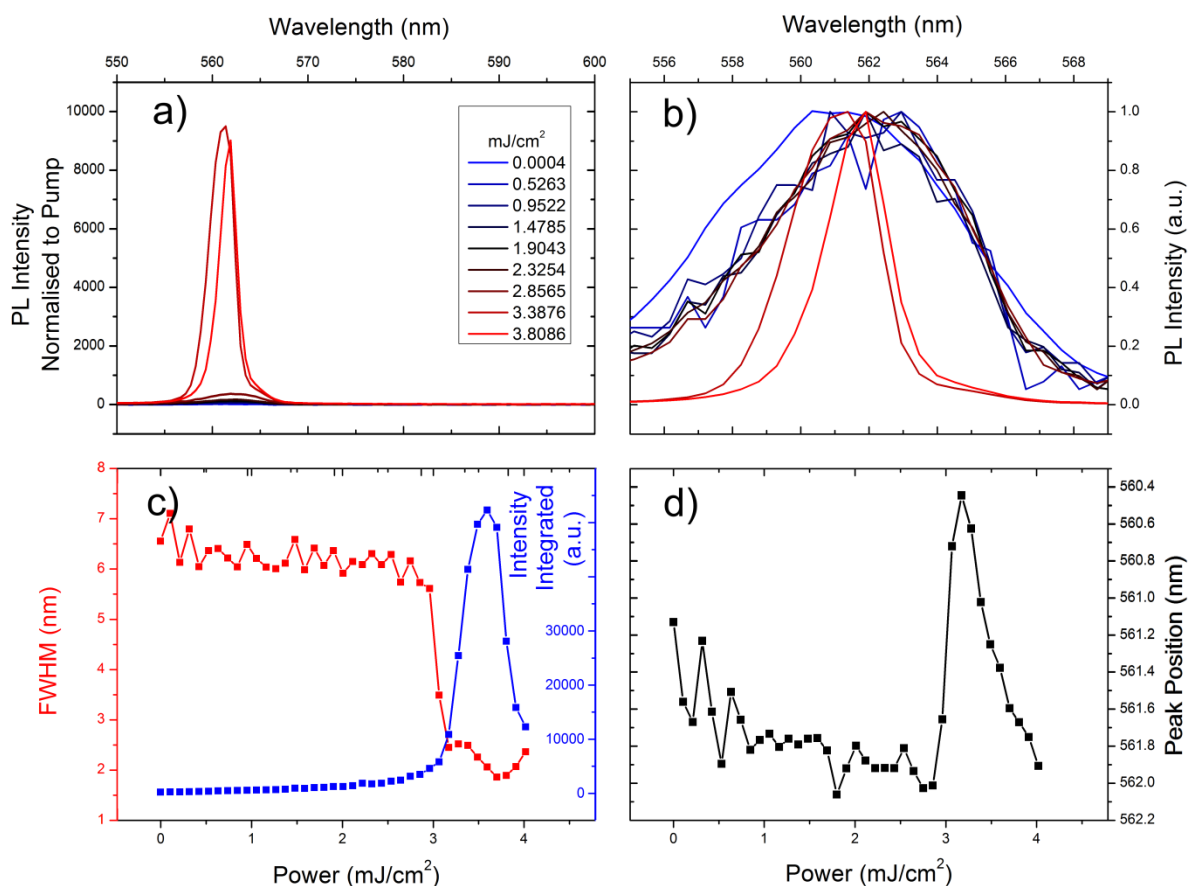 Wavelength (nm)
550 560 570 580 590 600
a)
PL Intensity
Normalised to Pump
10000
8000
6000
4000
2000
0
mJ/cm²
0.0004
0.5263
0.9522
1.4785
1.9043
2.3254
2.8565
3.3876
3.8086
Wavelength (nm)
556 558 560 562 564 566 568
b)
1.0
0.8
0.6
0.4
0.2
0.0
PL Intensity (a.u.)
c)
FWHM (nm)
8
7
6
5
4
3
2
1
Intensity
Integrated
(a.u.)
30000
20000
10000
0
0 1 2 3 4
Power (mJ/cm²)
d)
560.4
560.6
560.8
561.0
561.2
561.4
561.6
561.8
562.0
562.2
Peak Position (nm)
0 1 2 3 4
Power (mJ/cm²)